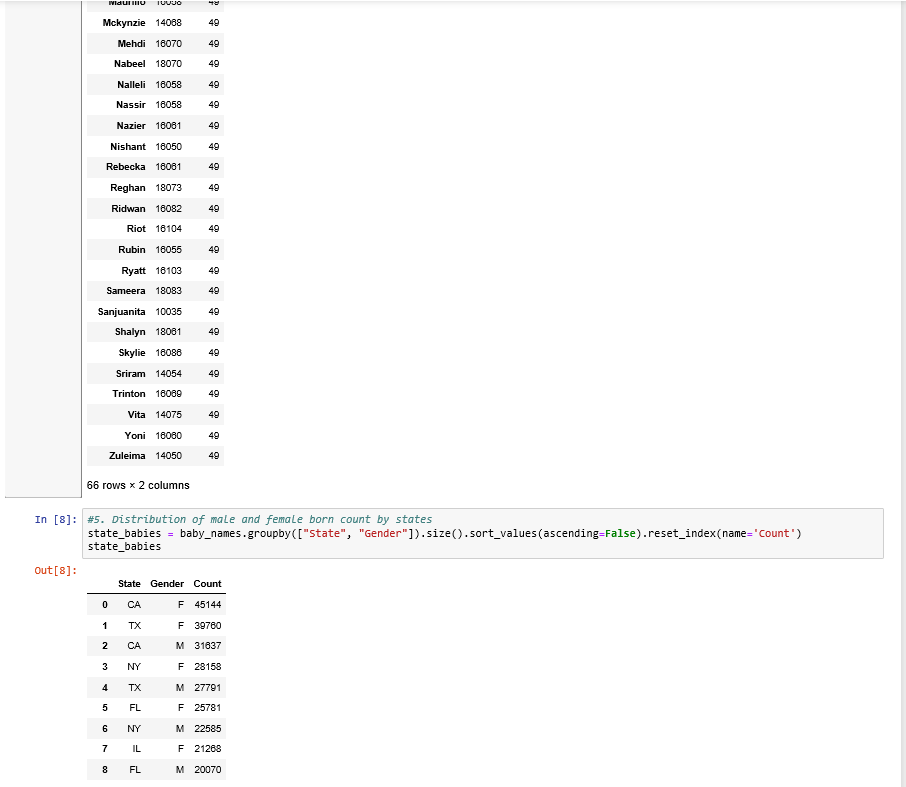 Mckynzie 14068 49
Mehdi 16070 49
Nabeel 18070 49
Nalleli 16058 49
Nassir 16058 49
Nazier 16061 49
Nishant 16050 49
Rebecka 16061 49
Reghan 18073 49
Ridwan 16082 49
Riot 16104 49
Rubin 16055 49
Ryatt 16103 49
Sameera 18083 49
Sanjuanita 10035 49
Shalyn 18061 49
Skylie 16086 49
Sriram 14054 49
Trinton 16069 49
Vita 14075 49
Yoni 16060 49
Zuleima 14050 49
66 rows × 2 columns
In [8]: #5. Distribution of male and female born count by states
state_babies = baby_names.groupby(["State", "Gender"]).size().sort_values(ascending=False).reset_index(name='Count')
state_babies
Out[8]:
State Gender Count
0 CA F 45144
1 TX F 39760
2 CA M 31637
3 NY F 28158
4 TX M 27791
5 FL F 25781
6 NY M 22585
7 IL F 21268
8 FL M 20070